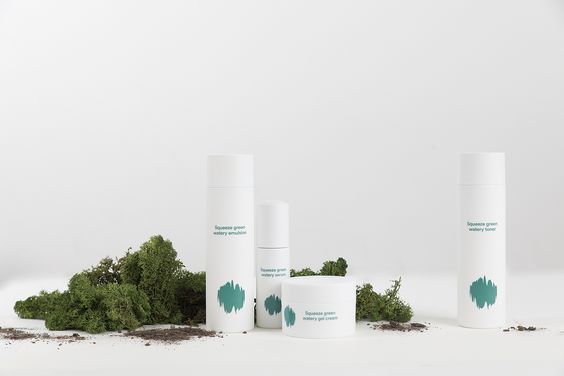 Squeeze green
watery emulsion
Squeeze green
watery serum
Squeeze green
watery gel cream
Squeeze green
watery toner